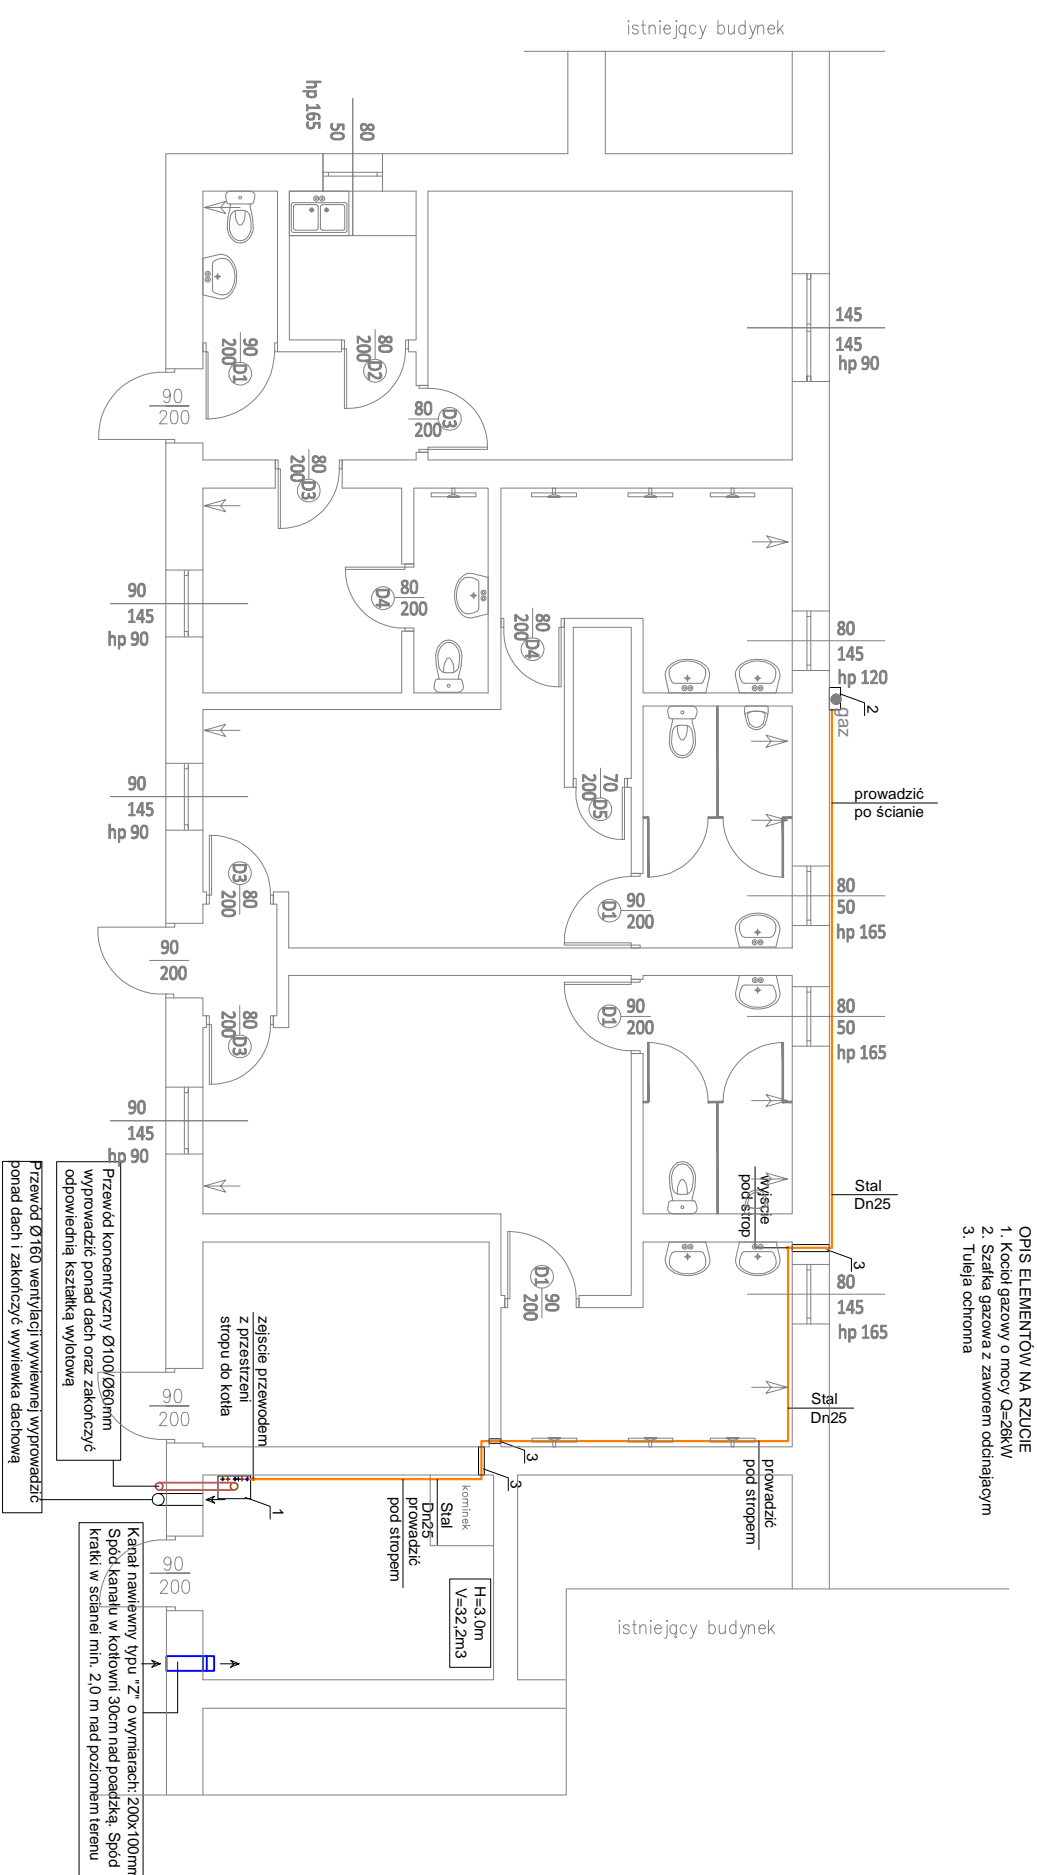 istniejący budynek
80
50
hp 165
145
145
hp 90
90
200
D1
80
200
D2
80
200
D3
90
200
80
200
D3
90
145
hp 90
80
200
D4
80
200
D4
80
145
hp 120
2
gaz
prowadzić
po ścianie
70
200
D5
90
145
hp 90
80
200
D3
90
200
D1
80
50
hp 165
90
200
80
200
D3
90
200
D1
80
50
hp 165
90
145
hp 90
wyjscie
pod strop
Stal
Dn25
3
80
145
hp 165
90
200
D1
OPIS ELEMENTÓW NA RZUCIE
1. Kocioł gazowy o mocy Q=26kW
2. Szafka gazowa z zaworem odcinajacym
3. Tuleja ochronna
Stal
Dn25
zejscie przewodem
z przestrzeni
stropu do kotła
90
200
Przewód koncentryczny Ø100/Ø60mm
wyprowadzić ponad dach oraz zakończyć
odpowiednią kształtką wylotową
Przewód Ø160 wentylacji wywiewnej wyprowadzić
ponad dach i zakończyć wywiewka dachową
3
3
1
kominek
Stal
Dn25
prowadzić
pod stropem
prowadzić
pod stropem
90
200
H=3.0m
V=32,2m3
istniejący budynek
Kanał nawiewny typu "Z" o wymiarach: 200x100mm
Spód kanału w kotłowni 30cm nad poadzką. Spód
kratki w scianei min. 2,0 m nad poziomem terenu